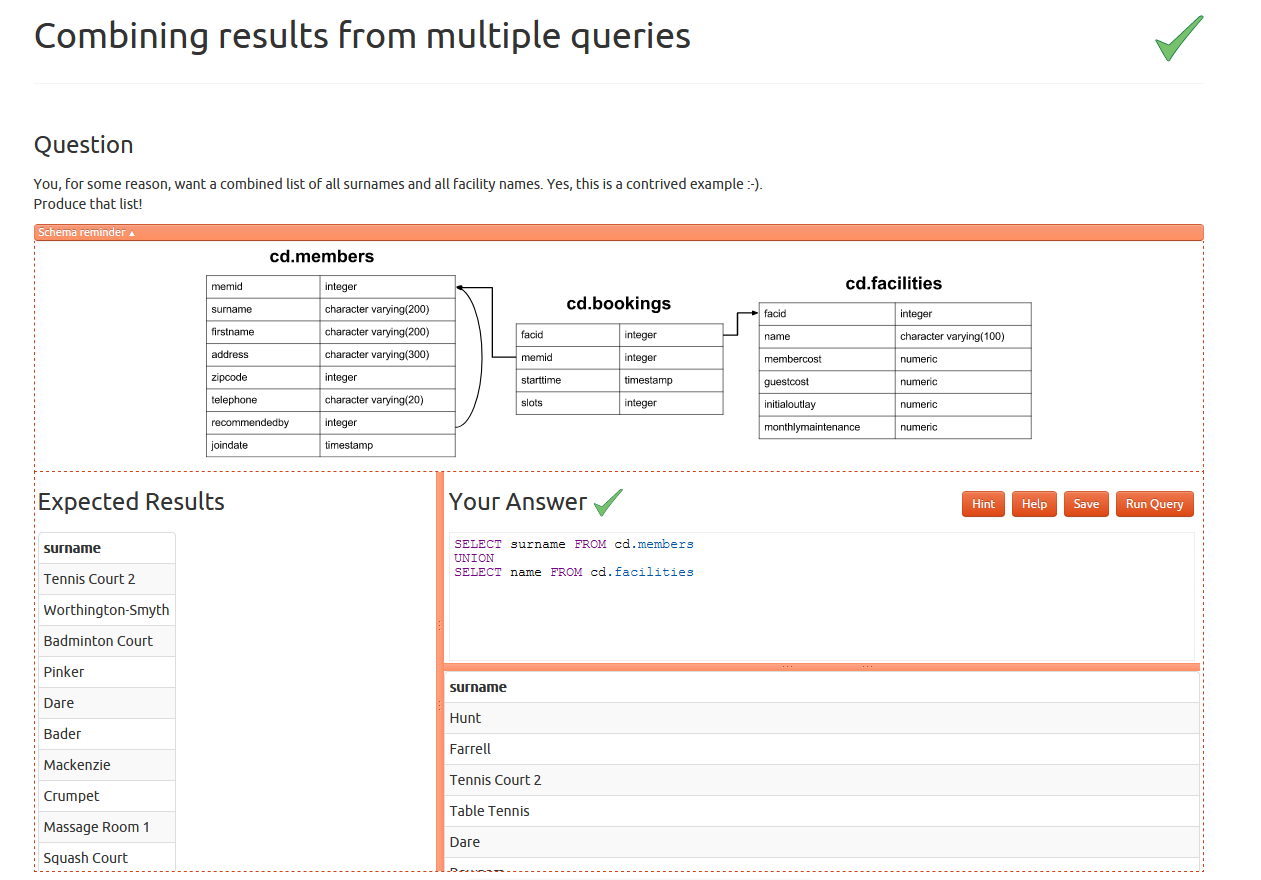 Combining results from multiple queries
Question
You, for some reason, want a combined list of all surnames and all facility names. Yes, this is a contrived example :-).
Produce that list!
Schema reminder ▴
cd.members
memid integer
surname character varying(200)
firstname character varying(200)
address character varying(300)
zipcode integer
telephone character varying(20)
recommendedby integer
joindate timestamp
cd.bookings
facid integer
memid integer
starttime timestamp
slots integer
cd.facilities
facid integer
name character varying(100)
membercost numeric
guestcost numeric
initialoutlay numeric
monthlymaintenance numeric
Expected Results
surname
Tennis Court 2
Worthington-Smyth
Badminton Court
Pinker
Dare
Bader
Mackenzie
Crumpet
Massage Room 1
Squash Court
Your Answer
Hint Help Save Run Query
SELECT surname FROM cd.members
UNION
SELECT name FROM cd.facilities
surname
Hunt
Farrell
Tennis Court 2
Table Tennis
Dare